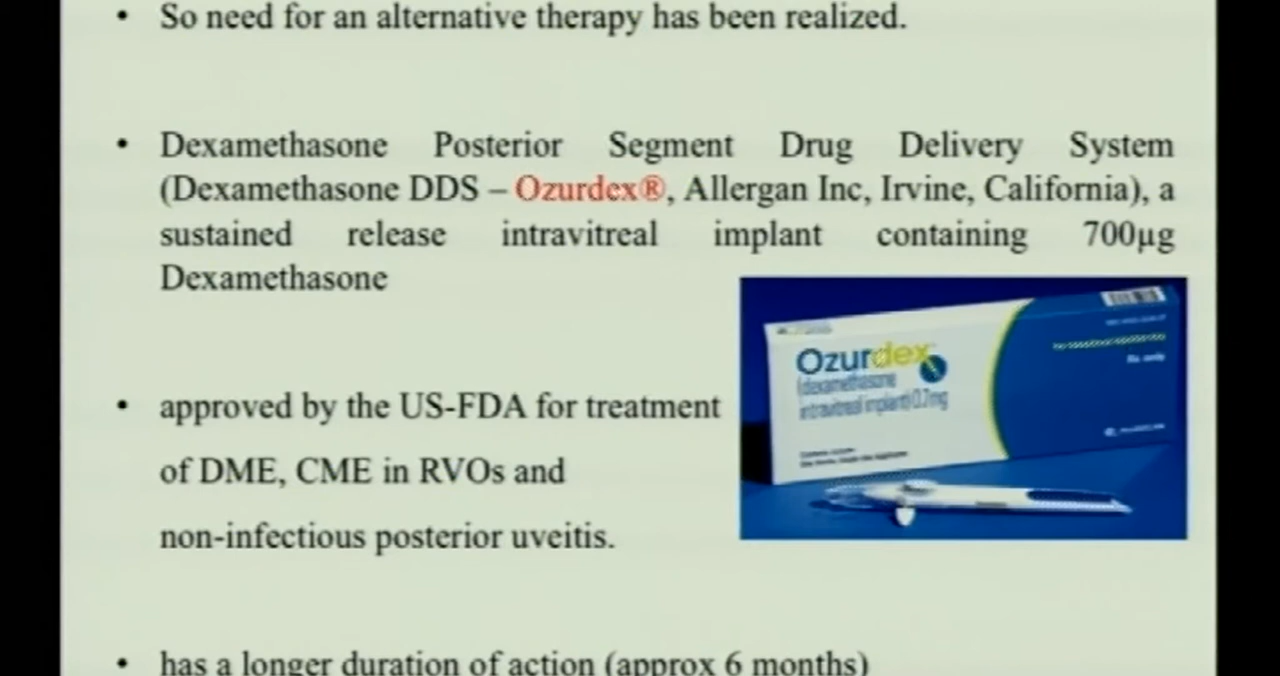 • So need for an alternative therapy has been realized.
• Dexamethasone Posterior Segment Drug Delivery System
(Dexamethasone DDS – Ozurdex®, Allergan Inc, Irvine, California), a
sustained release intravitreal implant containing 700µg
Dexamethasone
• approved by the US-FDA for treatment
of DME, CME in RVOs and
non-infectious posterior uveitis.
Ozurdex
(dexamethasone
intravitreal implant) 0.7mg
Rx only
• has a longer duration of action (approx 6 months)